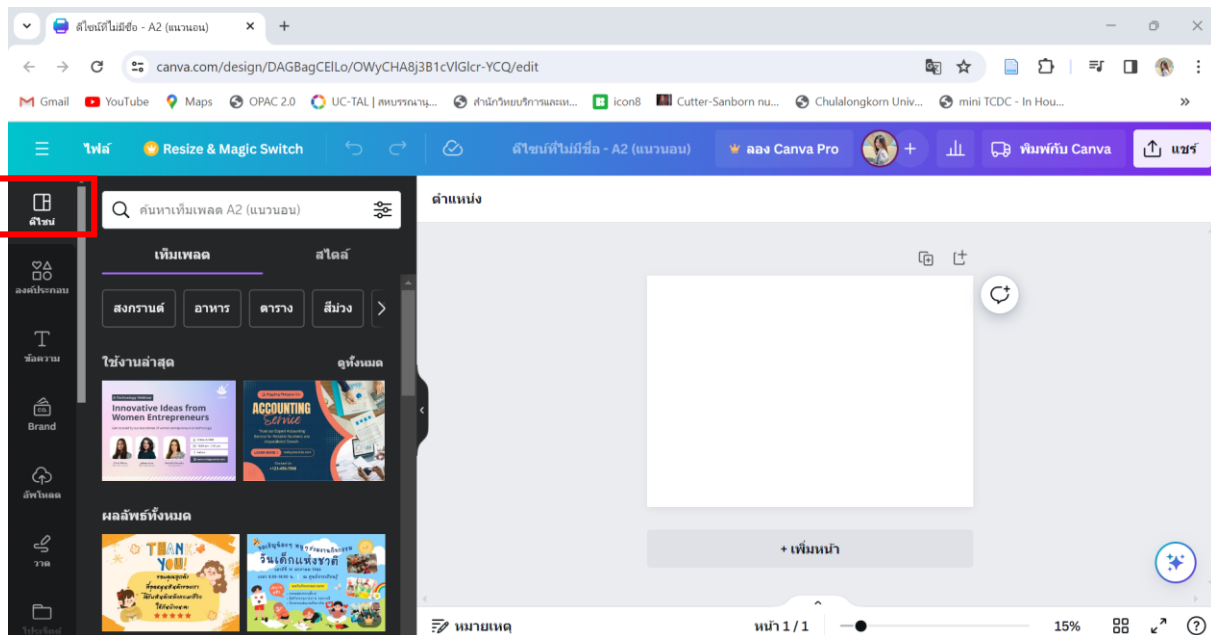 ดีไซน์ที่ไม่มีชื่อ - A2 (แนวนอน)
canva.com/design/DAGBagCElLo/OWyCHA8j3B1cVlGlcr-YCQ/edit
Gmail YouTube Maps OPAC 2.0 UC-TAL | สหบรรณานุ... สำนักวิทยบริการและเท... icon8 Cutter-Sanborn nu... Chulalongkorn Univ... mini TCDC - In Hou...
ไฟล์ Resize & Magic Switch ดีไซน์ที่ไม่มีชื่อ - A2 (แนวนอน) ลอง Canva Pro พิมพ์กับ Canva แชร์
ดีไซน์
องค์ประกอบ
ข้อความ
Brand
อัพโหลด
วาด
โปรเจ็คต์
ค้นหาเท็มเพลต A2 (แนวนอน)
เท็มเพลต สไตล์
สงกรานต์ อาหาร ตาราง สีม่วง
ใช้งานล่าสุด ดูทั้งหมด
Innovative Ideas from
Women Entrepreneurs
ACCOUNTING
Service
ผลลัพธ์ทั้งหมด
THANK
YOU!
วันเด็กแห่งชาติ
ตำแหน่ง
+ เพิ่มหน้า
หมายเหตุ หน้า 1 / 1 15%